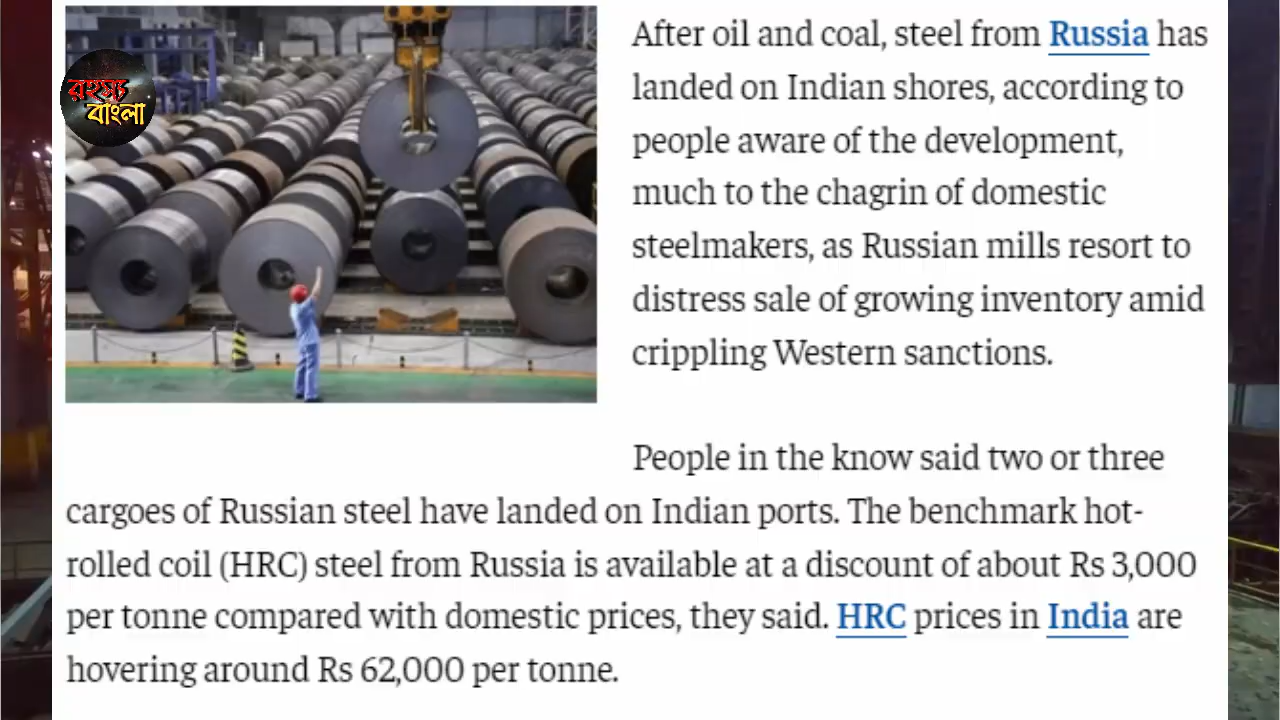 রহস্য
বাংলা
After oil and coal, steel from Russia has
landed on Indian shores, according to
people aware of the development,
much to the chagrin of domestic
steelmakers, as Russian mills resort to
distress sale of growing inventory amid
crippling Western sanctions.
People in the know said two or three
cargoes of Russian steel have landed on Indian ports. The benchmark hot-
rolled coil (HRC) steel from Russia is available at a discount of about Rs 3,000
per tonne compared with domestic prices, they said. HRC prices in India are
hovering around Rs 62,000 per tonne.